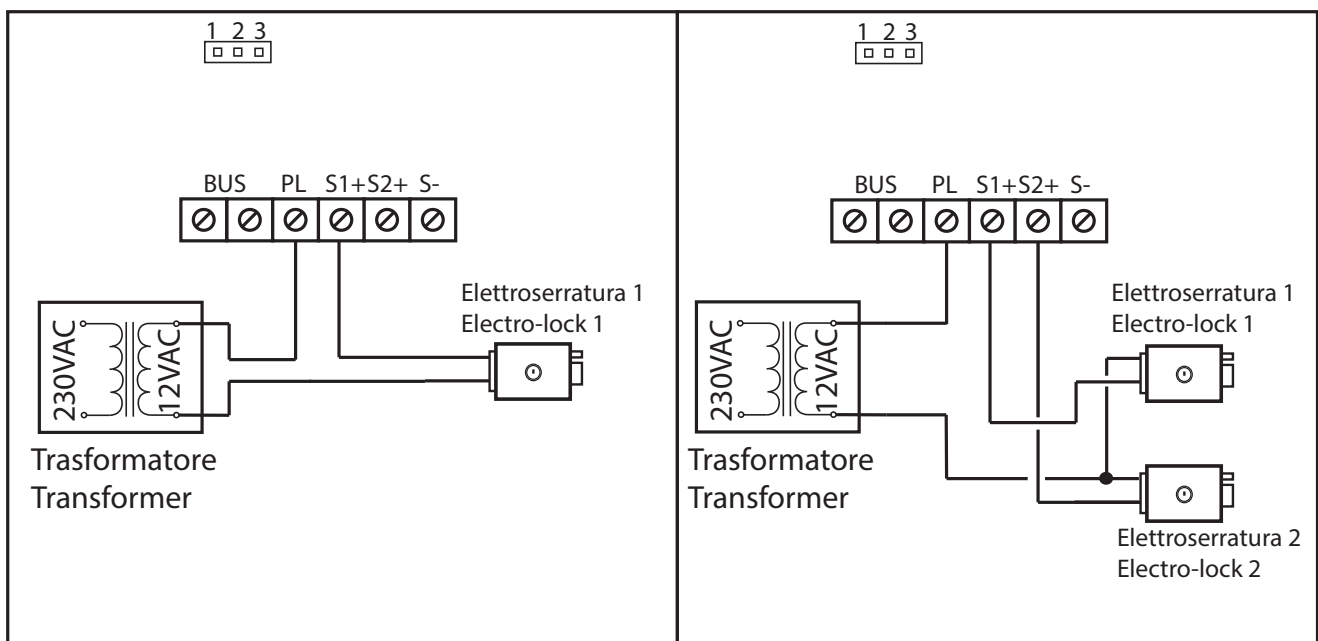 1 2 3
BUS PL S1+ S2+ S-
230VAC
12VAC
Elettroserratura 1
Electro-lock 1
Trasformatore
Transformer
1 2 3
BUS PL S1+ S2+ S-
230VAC
12VAC
Elettroserratura 1
Electro-lock 1
Trasformatore
Transformer
Elettroserratura 2
Electro-lock 2